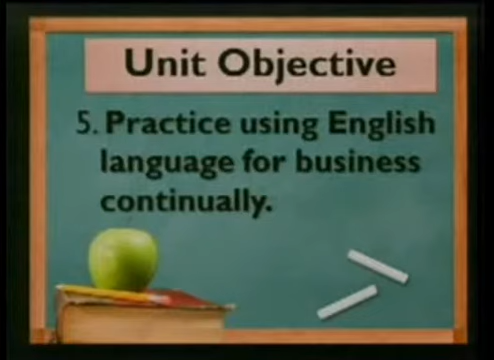 Unit Objective
5. Practice using English
language for business
continually.